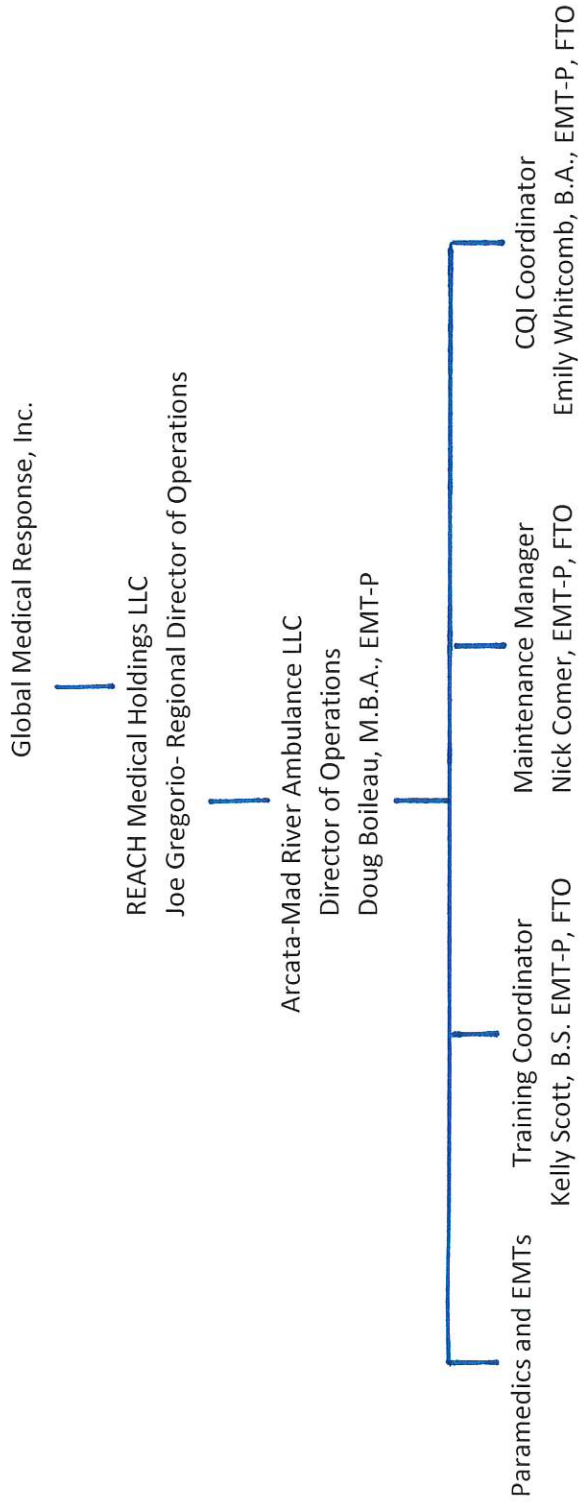 Global Medical Response, Inc.
REACH Medical Holdings LLC
Joe Gregorio- Regional Director of Operations
Arcata-Mad River Ambulance LLC
Director of Operations
Doug Boileau, M.B.A., EMT-P
Paramedics and EMTs
Training Coordinator
Kelly Scott, B.S. EMT-P, FTO
Maintenance Manager
Nick Comer, EMT-P, FTO
CQI Coordinator
Emily Whitcomb, B.A., EMT-P, FTO